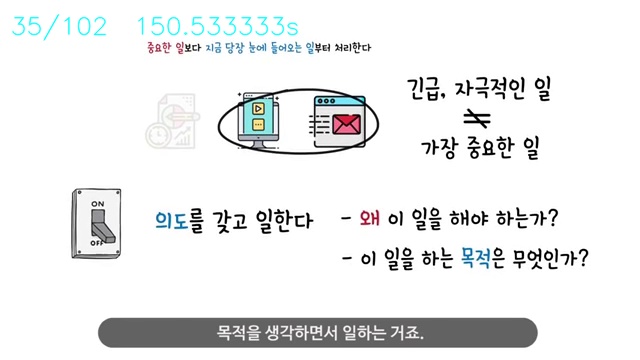 35/102 150.533333s
중요한 일보다 지금 당장 눈에 들어오는 일부터 처리한다
긴급, 자극적인 일
≠
가장 중요한 일
ON
OFF
의도를 갖고 일한다
- 왜 이 일을 해야 하는가?
- 이 일을 하는 목적은 무엇인가?
목적을 생각하면서 일하는 거죠.